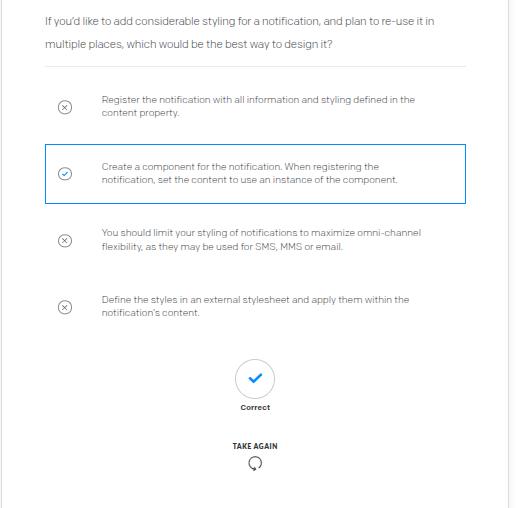 If you'd like to add considerable styling for a notification, and plan to re-use it in
multiple places, which would be the best way to design it?
Register the notification with all information and styling defined in the
content property.
Create a component for the notification. When registering the
notification, set the content to use an instance of the component.
You should limit your styling of notifications to maximize omni-channel
flexibility, as they may be used for SMS, MMS or email.
Define the styles in an external stylesheet and apply them within the
notification's content.
Correct
TAKE AGAIN